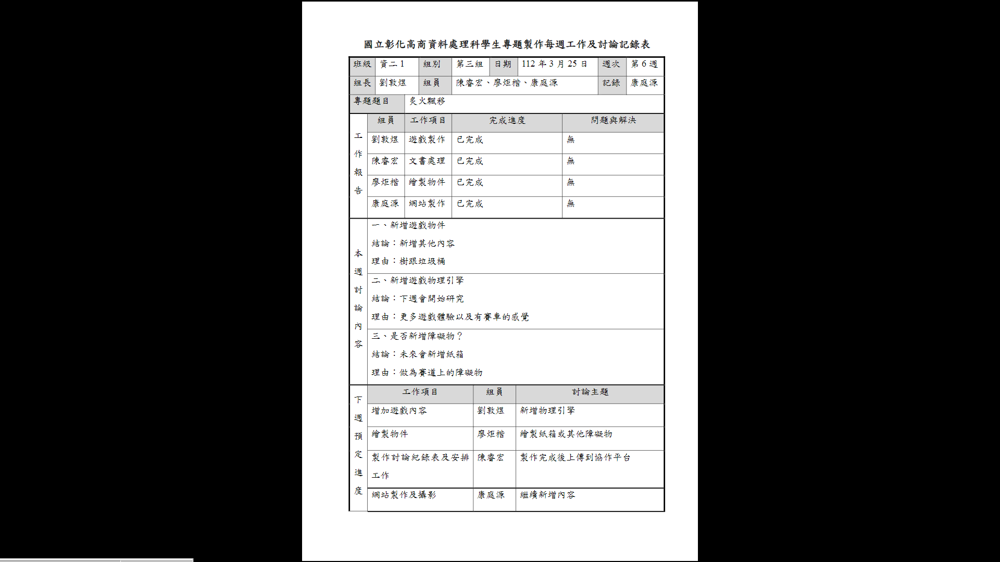 國立彰化高商資料處理科學生專題製作每週工作及討論記錄表
班級 資二1 組別 第三組 日期 112 年 3 月 25 日 週次 第 6 週
組長 劉敦煜 組員 陳睿宏、廖炬楷、康庭源 記錄 康庭源
專題題目 炙火飄移
工作報告
組員 工作項目 完成進度 問題與解決
劉敦煜 遊戲製作 已完成 無
陳睿宏 文書處理 已完成 無
廖炬楷 繪製物件 已完成 無
康庭源 網站製作 已完成 無
本週討論內容
一、新增遊戲物件
結論：新增其他內容
理由：樹跟垃圾桶
二、新增遊戲物理引擎
結論：下週會開始研究
理由：更多遊戲體驗以及有賽車的感覺
三、是否新增障礙物？
結論：未來會新增紙箱
理由：做為賽道上的障礙物
下週預定進度
工作項目 組員 討論主題
增加遊戲內容 劉敦煜 新增物理引擎
繪製物件 廖炬楷 繪製紙箱或其他障礙物
製作討論紀錄表及安排 陳睿宏 製作完成後上傳到協作平台
工作
網站製作及攝影 康庭源 繼續新增內容